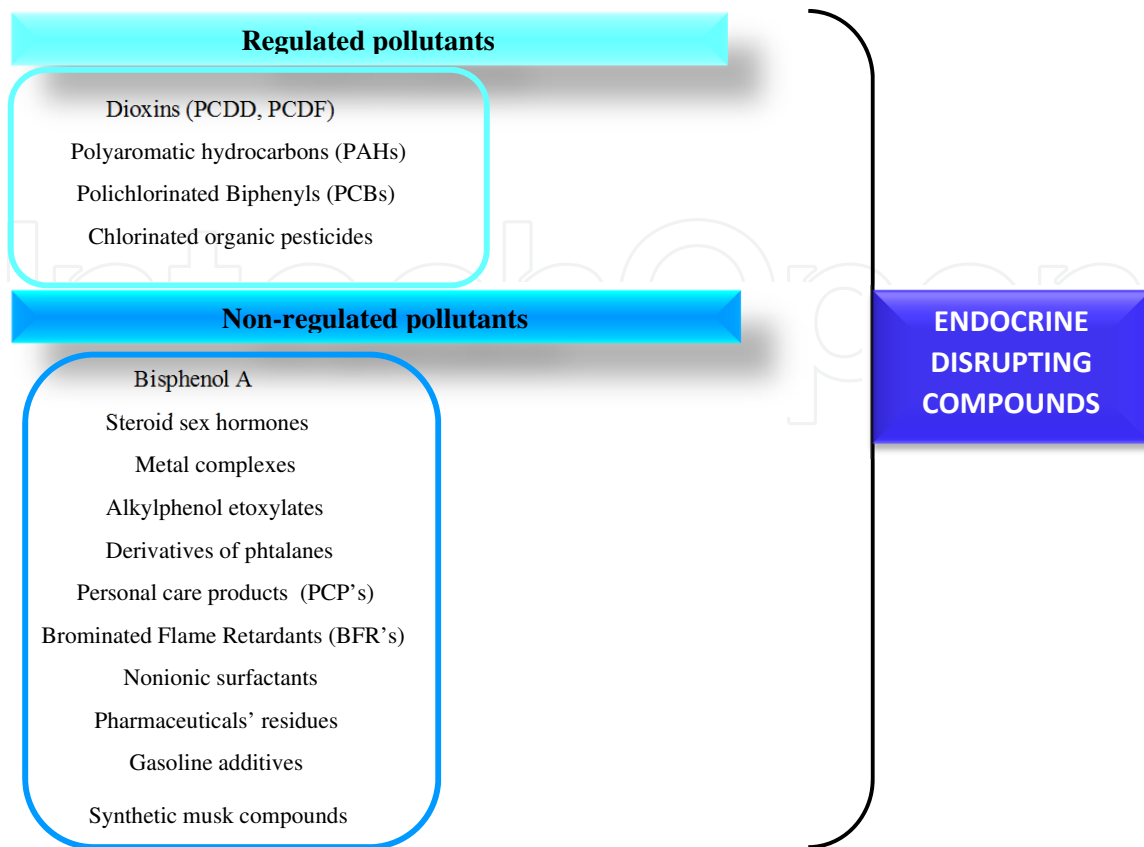 Regulated pollutants
Dioxins (PCDD, PCDF)
Polyaromatic hydrocarbons (PAHs)
Polichlorinated Biphenyls (PCBs)
Chlorinated organic pesticides
IntechOpen
Non-regulated pollutants
Bisphenol A
Steroid sex hormones
Metal complexes
Alkylphenol etoxylates
Derivatives of phtalanes
Personal care products (PCP's)
Brominated Flame Retardants (BFR's)
Nonionic surfactants
Pharmaceuticals' residues
Gasoline additives
Synthetic musk compounds
ENDOCRINE
DISRUPTING
COMPOUNDS